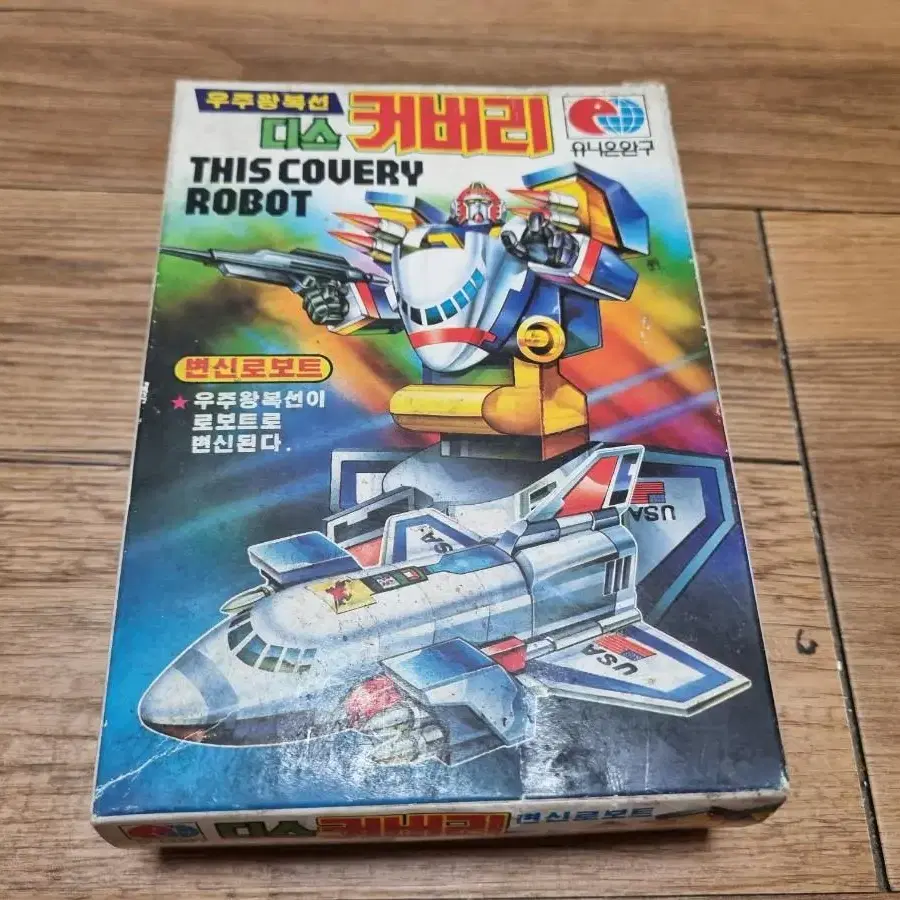 우주왕복선
디스커버리
유니온완구
THIS COVERY
ROBOT
변신로보트
★ 우주왕복선이
로보트로
변신된다.
USA
USA
USA
디스커버리 변신로보트